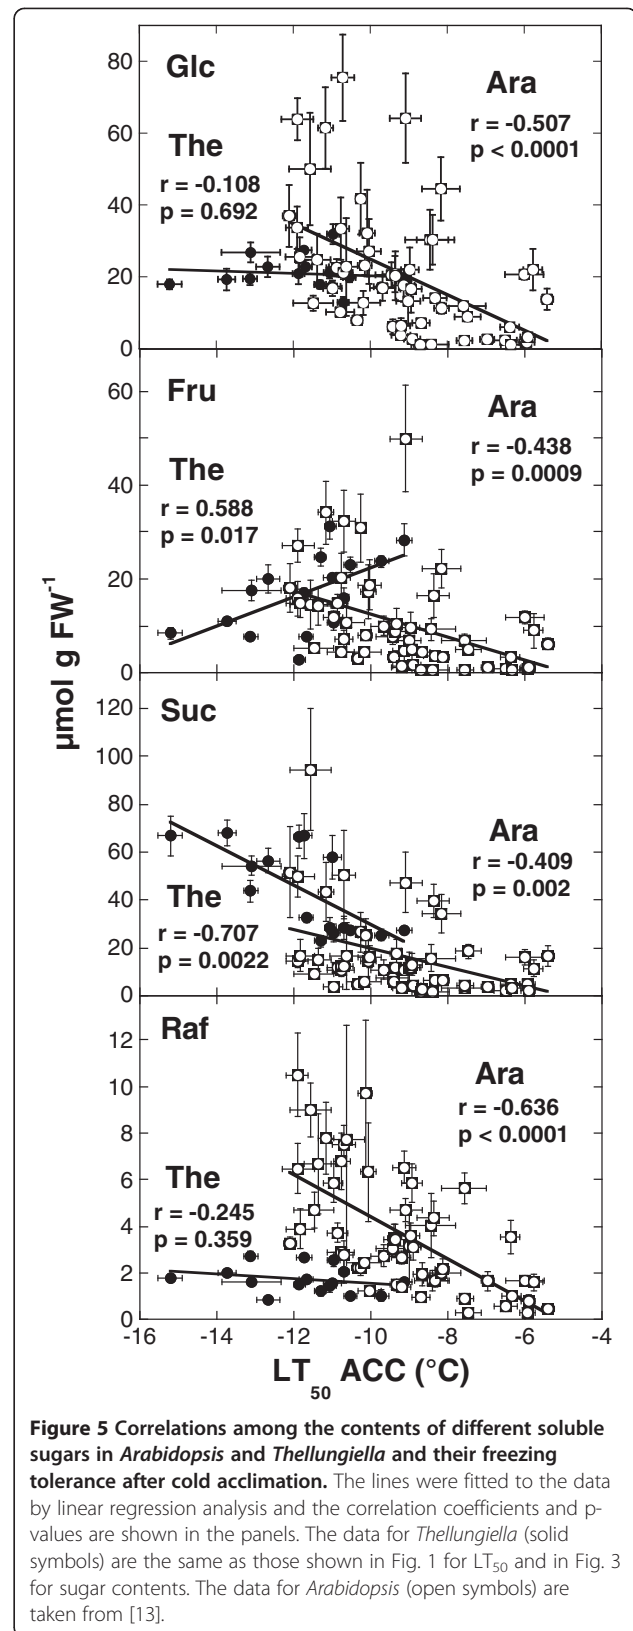 Glc
Ara
r = -0.507
p < 0.0001
The
r = -0.108
p = 0.692
80
60
40
20
0
Fru
Ara
r = -0.438
p = 0.0009
The
r = 0.588
p = 0.017
60
40
20
0
Suc
Ara
r = -0.409
p = 0.002
The
r = -0.707
p = 0.0022
120
100
80
60
40
20
0
Raf
Ara
r = -0.636
p < 0.0001
The
r = -0.245
p = 0.359
12
10
8
6
4
2
0
µmol g FW⁻¹
-16 -14 -12 -10 -8 -6 -4
LT₅₀ ACC (°C)
Figure 5 Correlations among the contents of different soluble
sugars in Arabidopsis and Thellungiella and their freezing
tolerance after cold acclimation. The lines were fitted to the data
by linear regression analysis and the correlation coefficients and p-
values are shown in the panels. The data for Thellungiella (solid
symbols) are the same as those shown in Fig. 1 for LT₅₀ and in Fig. 3
for sugar contents. The data for Arabidopsis (open symbols) are
taken from [13].